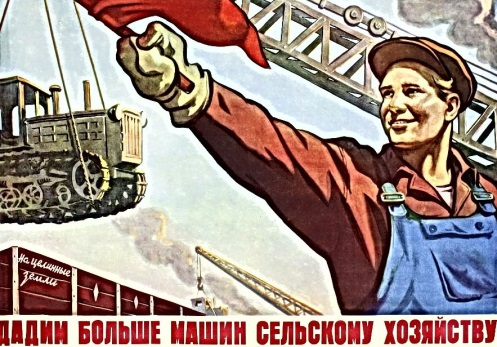 На целинные
земли
ДАДИМ БОЛЬШЕ МАШИН СЕЛЬСКОМУ ХОЗЯЙСТВУ